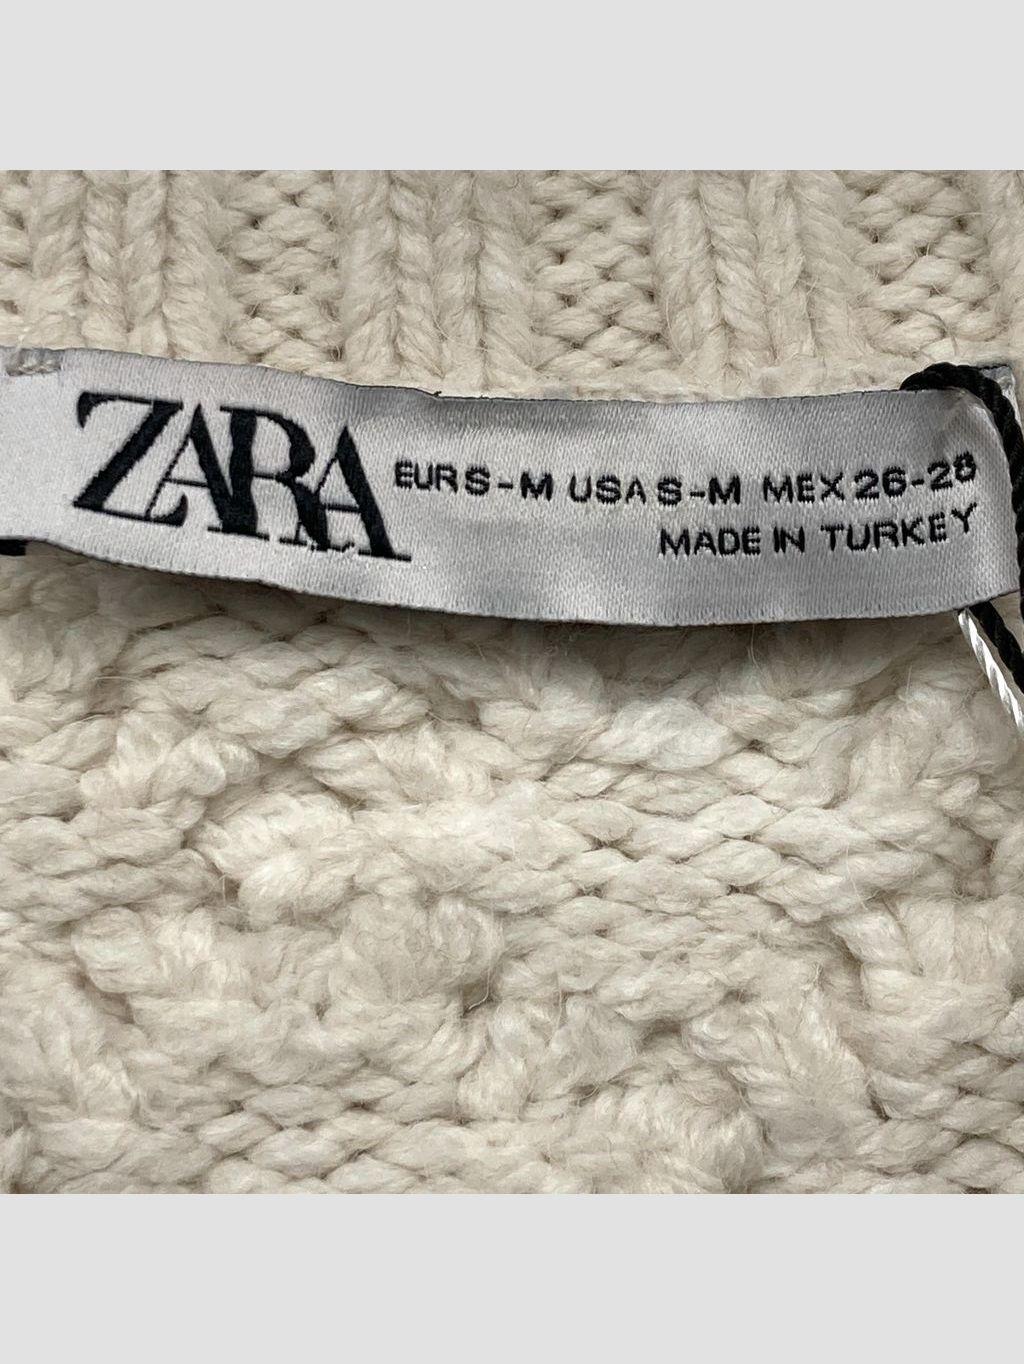 ZARA
EUR S-M USA S-M MEX 26-28
MADE IN TURKEY